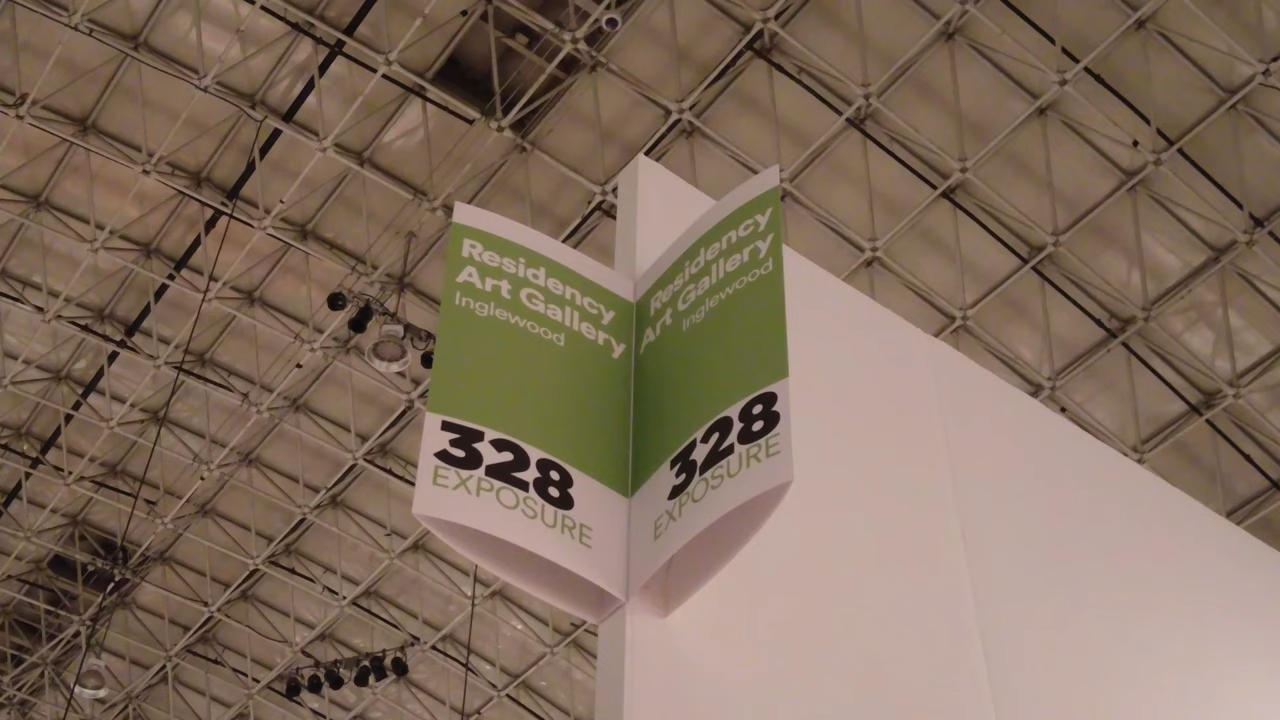 Residency
Art Gallery
Inglewood
328
EXPOSURE
Residency
Art Gallery
Inglewood
328
EXPOSURE